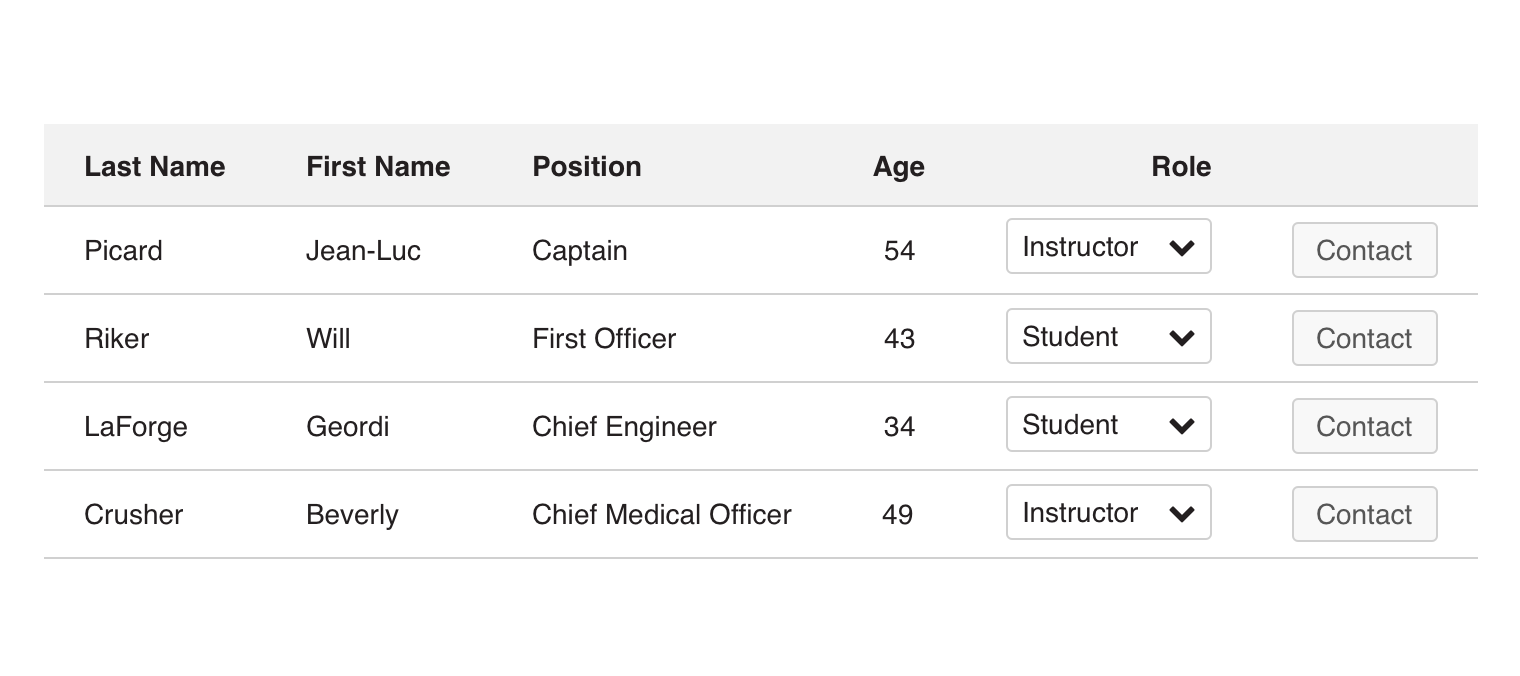 Last Name First Name Position Age Role
Picard Jean-Luc Captain 54 Instructor Contact
Riker Will First Officer 43 Student Contact
LaForge Geordi Chief Engineer 34 Student Contact
Crusher Beverly Chief Medical Officer 49 Instructor Contact